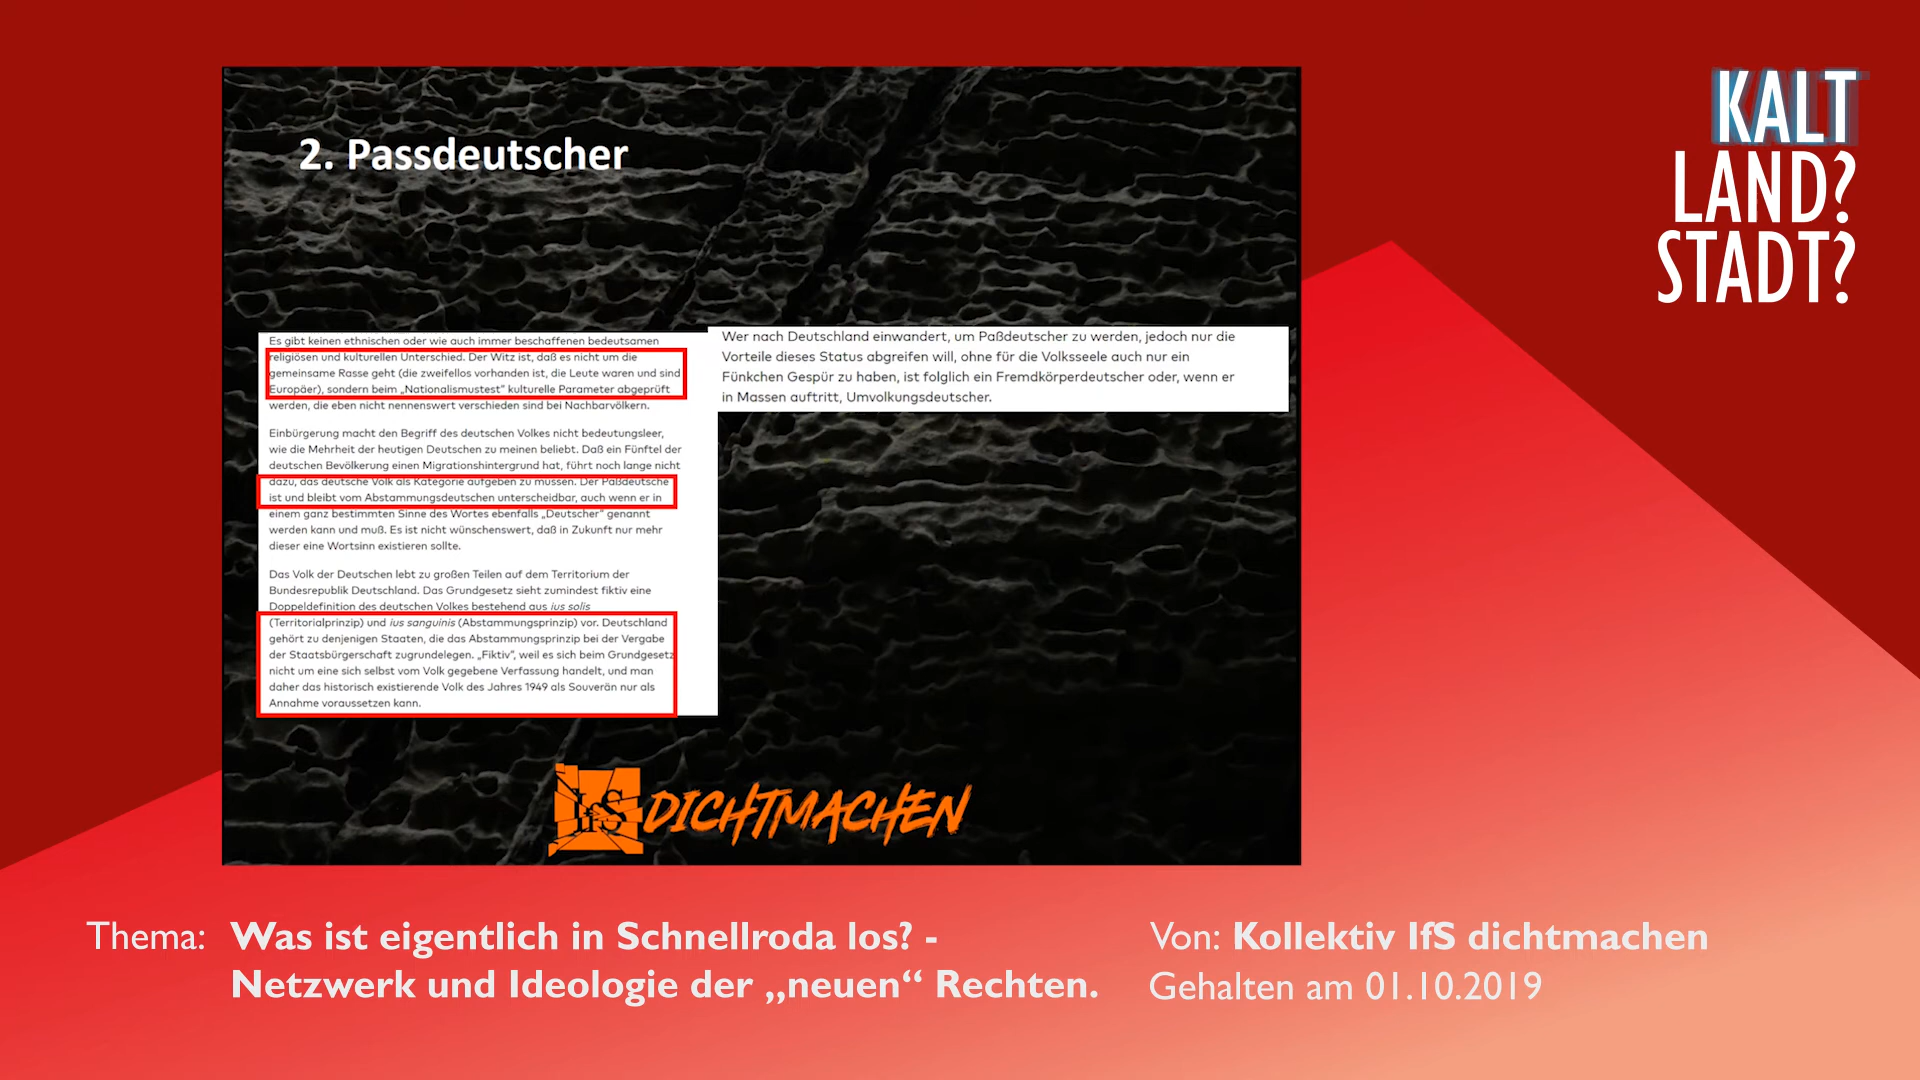 KALT
LAND?
STADT?
2. Passdeutscher
Es gibt keinen ethnischen oder wie auch immer beschaffenen bedeutsamen
religiösen und kulturellen Unterschied. Der Witz ist, daß es nicht um die
gemeinsame Rasse geht (die zweifellos vorhanden ist, die Leute waren und sind
Europäer), sondern beim „Nationalismustest" kulturelle Parameter abgeprüft
werden, die eben nicht nennenswert verschieden sind bei Nachbarvölkern.
Einbürgerung macht den Begriff des deutschen Volkes nicht bedeutungsleer,
wie die Mehrheit der heutigen Deutschen zu meinen beliebt. Daß ein Fünftel der
deutschen Bevölkerung einen Migrationshintergrund hat, führt noch lange nicht
dazu, das deutsche Volk als Kategorie aufgeben zu müssen. Der Paßdeutsche
ist und bleibt vom Abstammungsdeutschen unterscheidbar, auch wenn er in
einem ganz bestimmten Sinne des Wortes ebenfalls „Deutscher" genannt
werden kann und muß. Es ist nicht wünschenswert, daß in Zukunft nur mehr
dieser eine Wortsinn existieren sollte.
Das Volk der Deutschen lebt zu großen Teilen auf dem Territorium der
Bundesrepublik Deutschland. Das Grundgesetz sieht zumindest fiktiv eine
Doppeldefinition des deutschen Volkes bestehend aus ius solis
(Territorialprinzip) und ius sanguinis (Abstammungsprinzip) vor. Deutschland
gehört zu denjenigen Staaten, die das Abstammungsprinzip bei der Vergabe
der Staatsbürgerschaft zugrundelegen. „Fiktiv", weil es sich beim Grundgesetz
nicht um eine sich selbst vom Volk gegebene Verfassung handelt, und man
daher das historisch existierende Volk des Jahres 1949 als Souverän nur als
Annahme voraussetzen kann.
Wer nach Deutschland einwandert, um Paßdeutscher zu werden, jedoch nur die
Vorteile dieses Status abgreifen will, ohne für die Volksseele auch nur ein
Fünkchen Gespür zu haben, ist folglich ein Fremdkörperdeutscher oder, wenn er
in Massen auftritt, Umvolkungsdeutscher.
IfS DICHTMACHEN
Thema: Was ist eigentlich in Schnellroda los? -
Netzwerk und Ideologie der „neuen“ Rechten.
Von: Kollektiv IfS dichtmachen
Gehalten am 01.10.2019